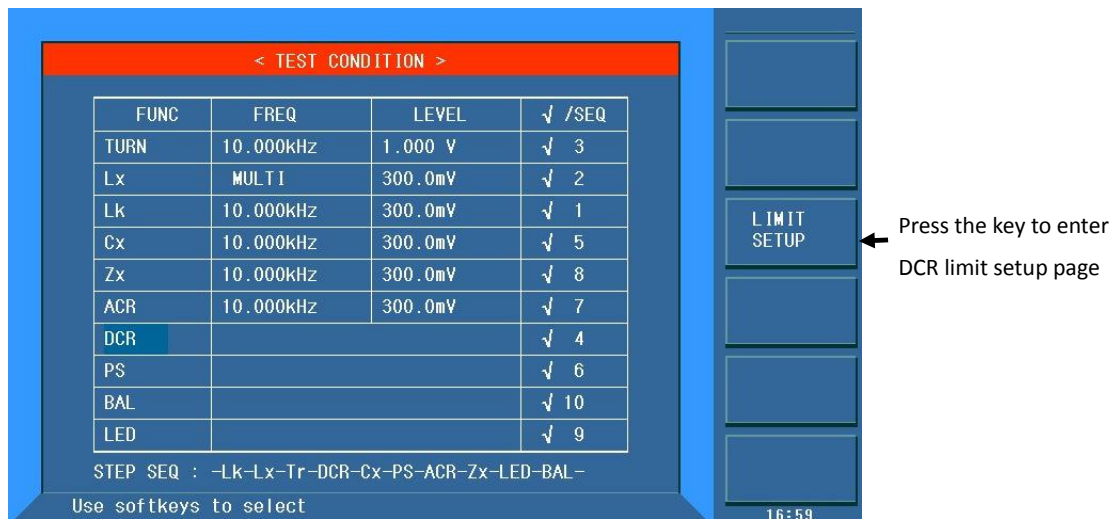 < TEST CONDITION >
FUNC FREQ LEVEL √ /SEQ
TURN 10.000kHz 1.000 V √ 3
Lx MULTI 300.0mV √ 2
Lk 10.000kHz 300.0mV √ 1
Cx 10.000kHz 300.0mV √ 5
Zx 10.000kHz 300.0mV √ 8
ACR 10.000kHz 300.0mV √ 7
DCR √ 4
PS √ 6
BAL √ 10
LED √ 9
STEP SEQ : -Lk-Lx-Tr-DCR-Cx-PS-ACR-Zx-LED-BAL-
Use softkeys to select
LIMIT
SETUP
16:59
Press the key to enter
DCR limit setup page